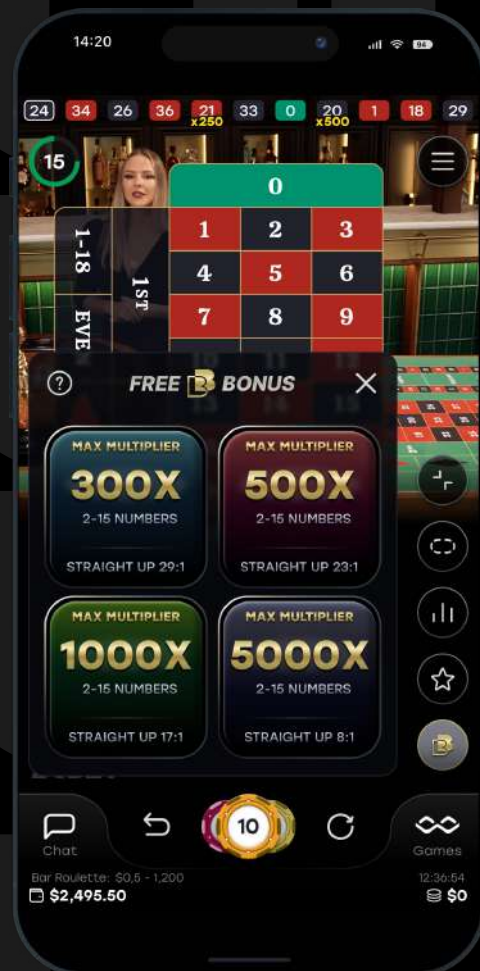 14:20
94
24 34 26 36 21 33 0 20 1 18 29
x250 x500
15
0
1-18
1ST
1 2 3
4 5 6
EVE
7 8 9
FREE B2B BONUS
MAX MULTIPLIER
300X
2-15 NUMBERS
STRAIGHT UP 29:1
MAX MULTIPLIER
500X
2-15 NUMBERS
STRAIGHT UP 23:1
MAX MULTIPLIER
1000X
2-15 NUMBERS
STRAIGHT UP 17:1
MAX MULTIPLIER
5000X
2-15 NUMBERS
STRAIGHT UP 8:1
10
Chat
Games
Bar Roulette: $0,5 - 1,200
12:36:54
$2,495.50
$0